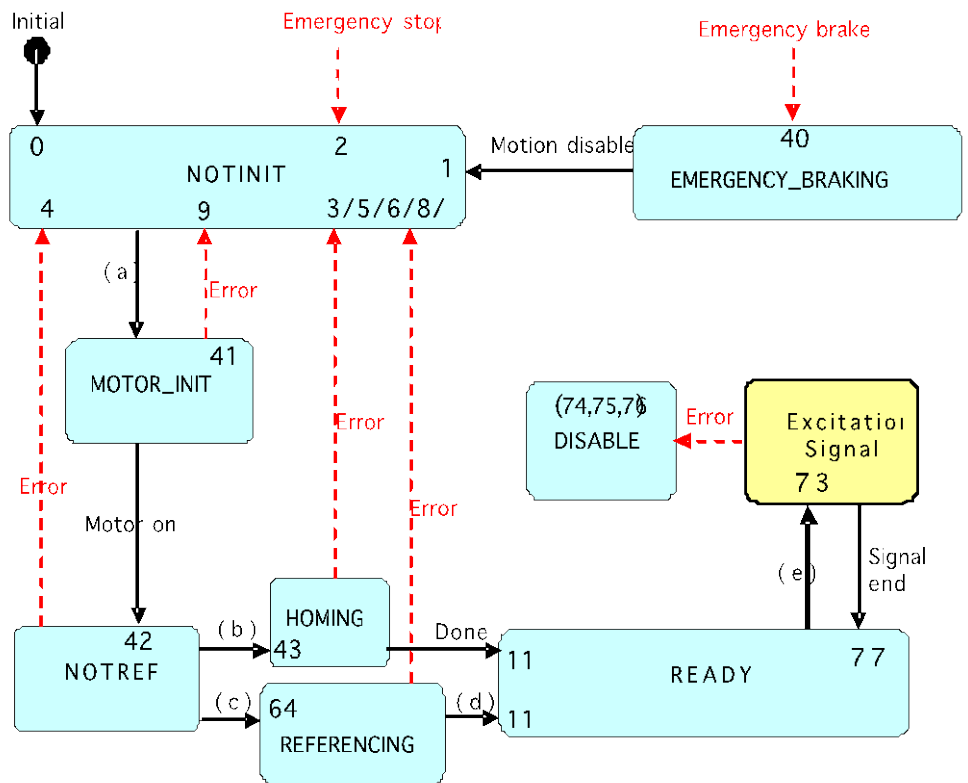 Initial
Emergency stop
Emergency brake
0
2
40
NOTINIT
1
Motion disable
EMERGENCY_BRAKING
4
9
3/5/6/8/
(a)
Error
41
MOTOR_INIT
(74,75,76)
DISABLE
Error
Excitation
Signal
73
Error
Error
Error
Motor on
(e)
Signal
end
42
NOTREF
(b)
HOMING
43
Done
11
READY
77
(c)
64
REFERENCING
(d)
11